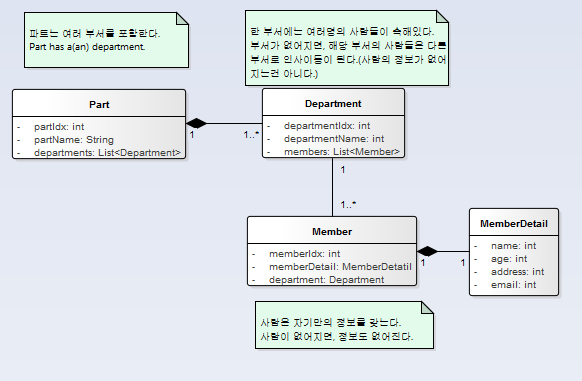 파트는 여러 부서를 포함한다.
Part has a(an) department.
한 부서에는 여러명의 사람들이 속해있다.
부서가 없어지면, 해당 부서의 사람들은 다른
부서로 인사이동이 된다.(사람의 정보가 없어
지는건 아니다.)
Part
- partIdx: int
- partName: String
- departments: List<Department>
1
1..*
Department
- departmentIdx: int
- departmentName: int
- members: List<Member>
1
1..*
Member
- memberIdx: int
- memberDetail: MemberDetatil
- department: Department
1
1
MemberDetail
- name: int
- age: int
- address: int
- email: int
사람은 자기만의 정보를 갖는다.
사람이 없어지면, 정보도 없어진다.